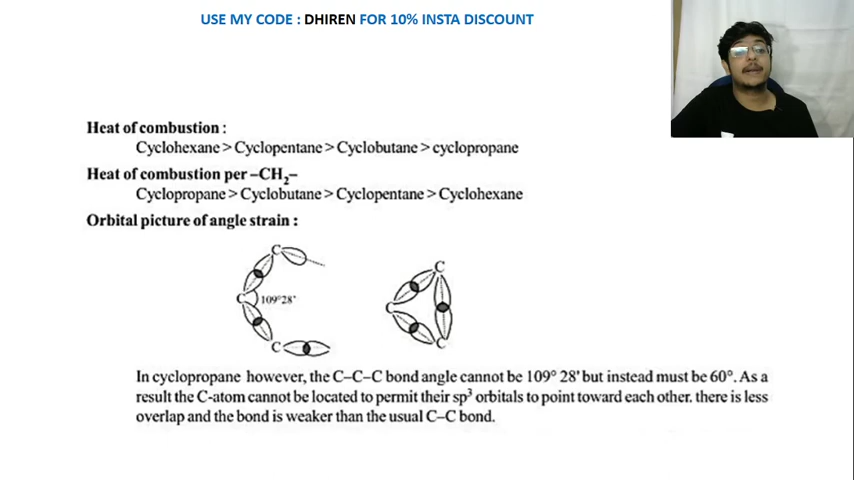 USE MY CODE : DHIREN FOR 10% INSTA DISCOUNT
Heat of combustion :
Cyclohexane > Cyclopentane > Cyclobutane > cyclopropane
Heat of combustion per –CH₂–
Cyclopropane > Cyclobutane > Cyclopentane > Cyclohexane
Orbital picture of angle strain :
C
C
109°28'
C
C
C
C
In cyclopropane however, the C–C–C bond angle cannot be 109° 28' but instead must be 60°. As a
result the C-atom cannot be located to permit their sp³ orbitals to point toward each other. there is less
overlap and the bond is weaker than the usual C–C bond.